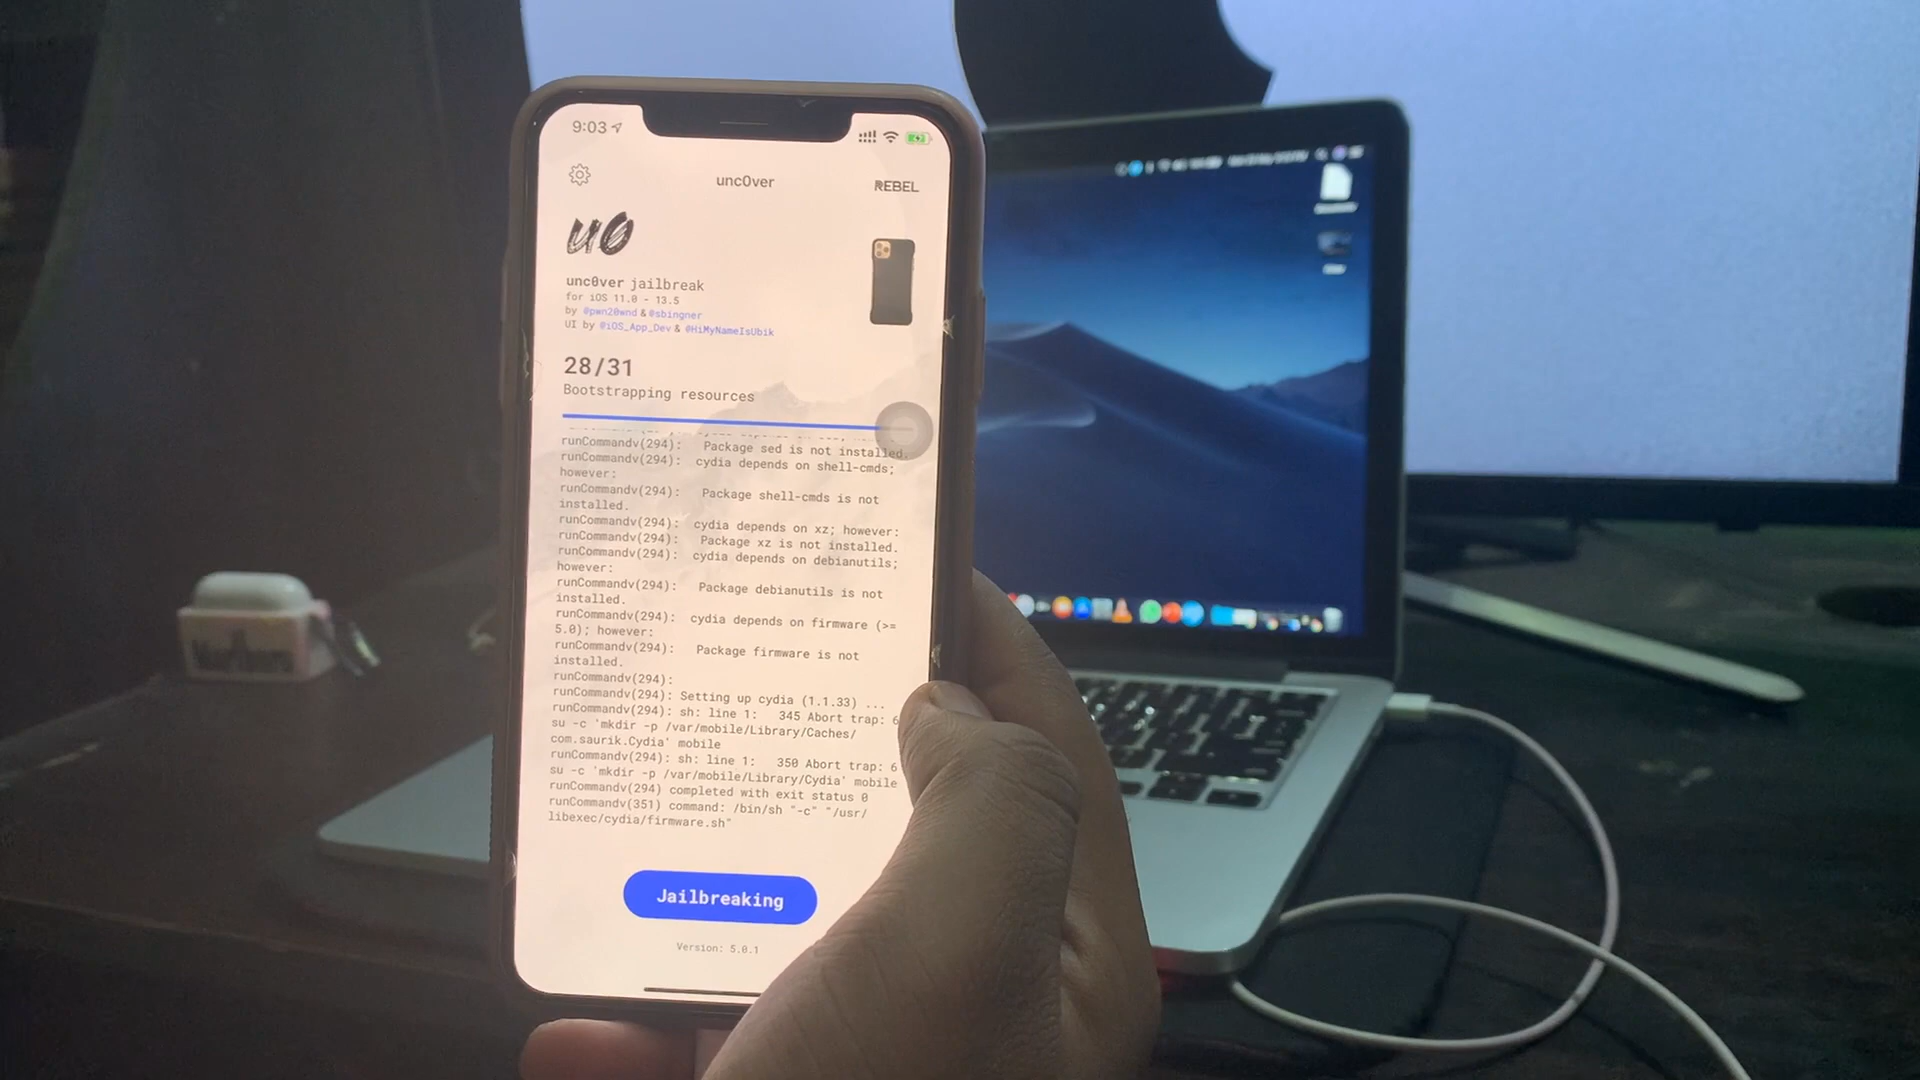 9:03
unc0ver
REBEL
u0
unc0ver jailbreak
for iOS 11.0 - 13.5
by @pwn20wnd & @sbingner
UI by @iOS_App_Dev & @HiMyNameIsUbik
28/31
Bootstrapping resources
runCommandv(294): Package sed is not installed.
runCommandv(294): cydia depends on shell-cmds;
however:
runCommandv(294): Package shell-cmds is not
installed.
runCommandv(294): cydia depends on xz; however:
runCommandv(294): Package xz is not installed.
runCommandv(294): cydia depends on debianutils;
however:
runCommandv(294): Package debianutils is not
installed.
runCommandv(294): cydia depends on firmware (>=
5.0); however:
runCommandv(294): Package firmware is not
installed.
runCommandv(294):
runCommandv(294): Setting up cydia (1.1.33) ...
runCommandv(294): sh: line 1: 345 Abort trap: 6
su -c 'mkdir -p /var/mobile/Library/Caches/
com.saurik.Cydia' mobile
runCommandv(294): sh: line 1: 350 Abort trap: 6
su -c 'mkdir -p /var/mobile/Library/Cydia' mobile
runCommandv(294) completed with exit status 0
runCommandv(351) command: /bin/sh "-c" "/usr/
libexec/cydia/firmware.sh"
Jailbreaking
Version: 5.0.1